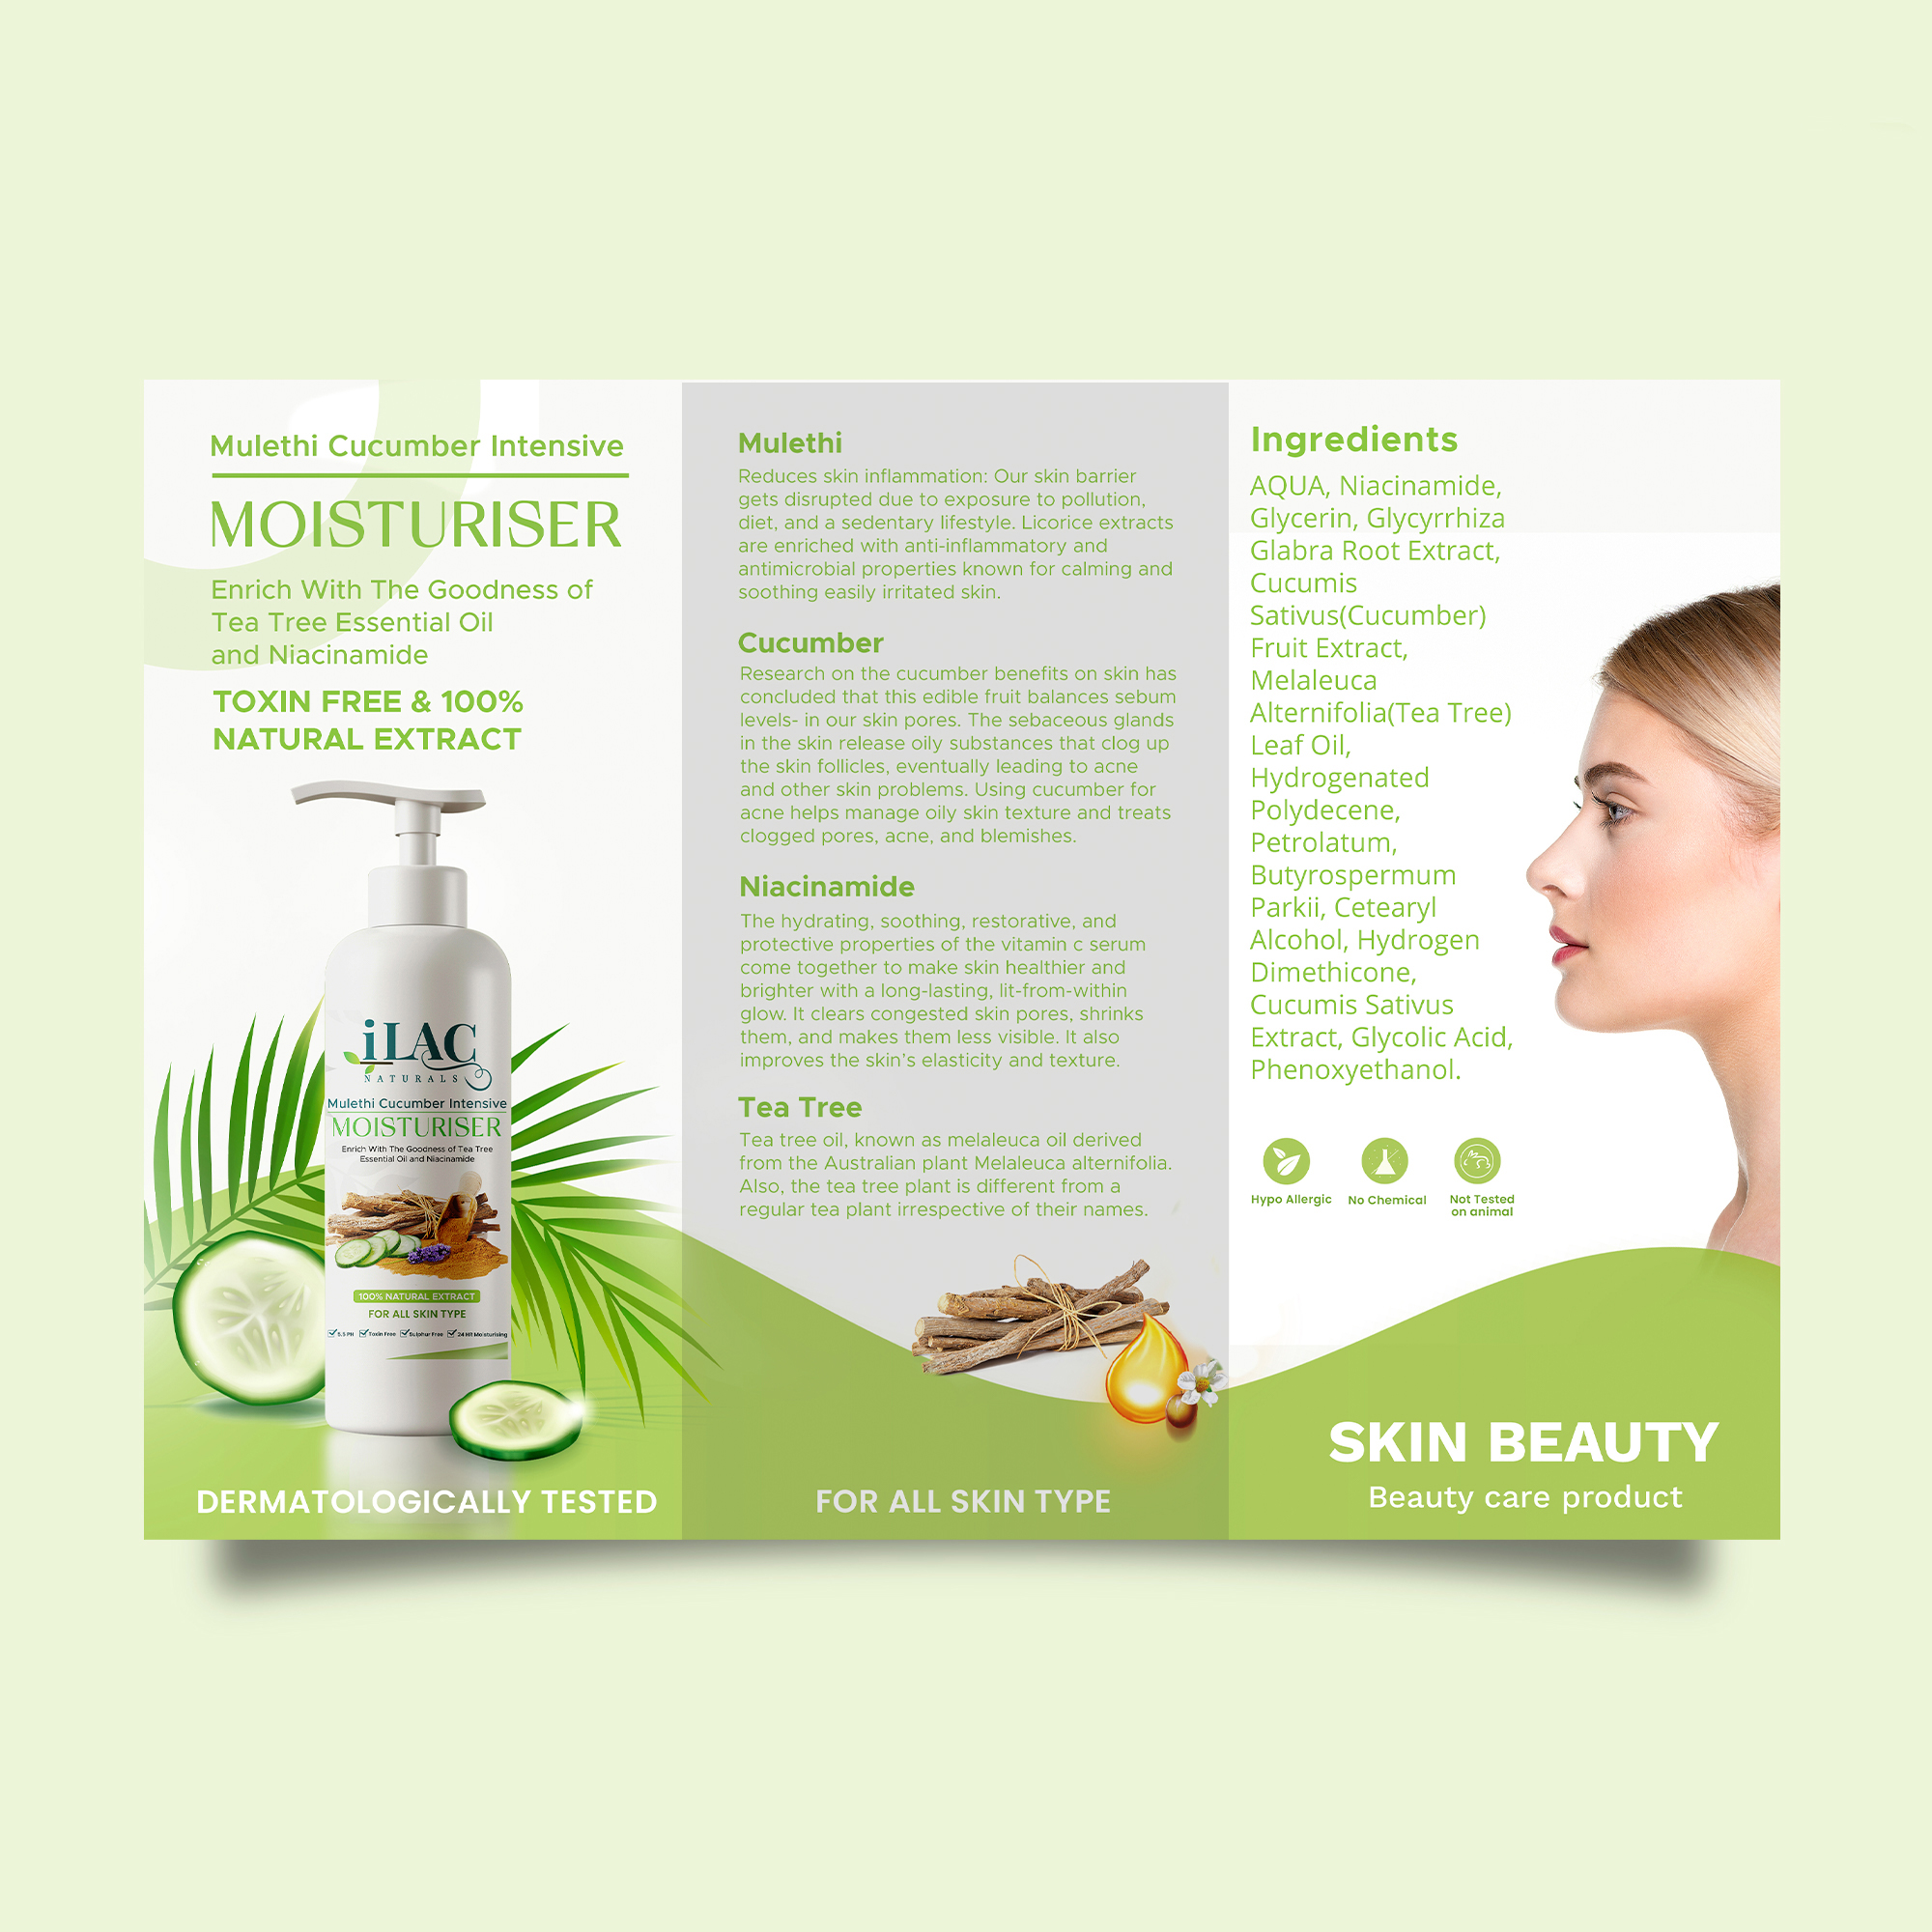 Mulethi Cucumber Intensive
MOISTURISER
Enrich With The Goodness of
Tea Tree Essential Oil
and Niacinamide
TOXIN FREE & 100%
NATURAL EXTRACT
iLAC
NATURALS
Mulethi Cucumber Intensive
MOISTURISER
Enrich With The Goodness of Tea Tree
Essential Oil and Niacinamide
100% NATURAL EXTRACT
FOR ALL SKIN TYPE
5.5 PH Toxin Free Sulphur Free 24 HR Moisturising
DERMATOLOGICALLY TESTED
Mulethi
Reduces skin inflammation: Our skin barrier
gets disrupted due to exposure to pollution,
diet, and a sedentary lifestyle. Licorice extracts
are enriched with anti-inflammatory and
antimicrobial properties known for calming and
soothing easily irritated skin.
Cucumber
Research on the cucumber benefits on skin has
concluded that this edible fruit balances sebum
levels- in our skin pores. The sebaceous glands
in the skin release oily substances that clog up
the skin follicles, eventually leading to acne
and other skin problems. Using cucumber for
acne helps manage oily skin texture and treats
clogged pores, acne, and blemishes.
Niacinamide
The hydrating, soothing, restorative, and
protective properties of the vitamin c serum
come together to make skin healthier and
brighter with a long-lasting, lit-from-within
glow. It clears congested skin pores, shrinks
them, and makes them less visible. It also
improves the skin's elasticity and texture.
Tea Tree
Tea tree oil, known as melaleuca oil derived
from the Australian plant Melaleuca alternifolia.
Also, the tea tree plant is different from a
regular tea plant irrespective of their names.
FOR ALL SKIN TYPE
Ingredients
AQUA, Niacinamide,
Glycerin, Glycyrrhiza
Glabra Root Extract,
Cucumis
Sativus(Cucumber)
Fruit Extract,
Melaleuca
Alternifolia(Tea Tree)
Leaf Oil,
Hydrogenated
Polydecene,
Petrolatum,
Butyrospermum
Parkii, Cetearyl
Alcohol, Hydrogen
Dimethicone,
Cucumis Sativus
Extract, Glycolic Acid,
Phenoxyethanol.
Hypo Allergic
No Chemical
Not Tested
on animal
SKIN BEAUTY
Beauty care product